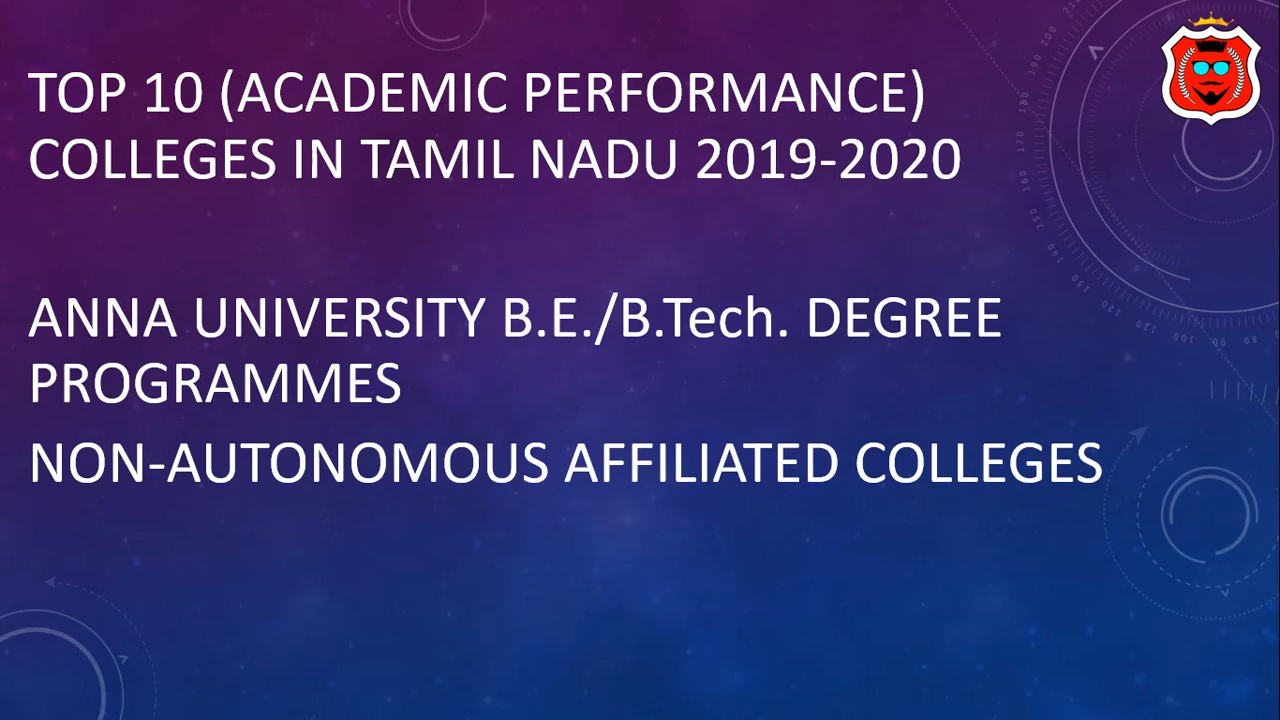 TOP 10 (ACADEMIC PERFORMANCE)
COLLEGES IN TAMIL NADU 2019-2020
ANNA UNIVERSITY B.E./B.Tech. DEGREE
PROGRAMMES
NON-AUTONOMOUS AFFILIATED COLLEGES